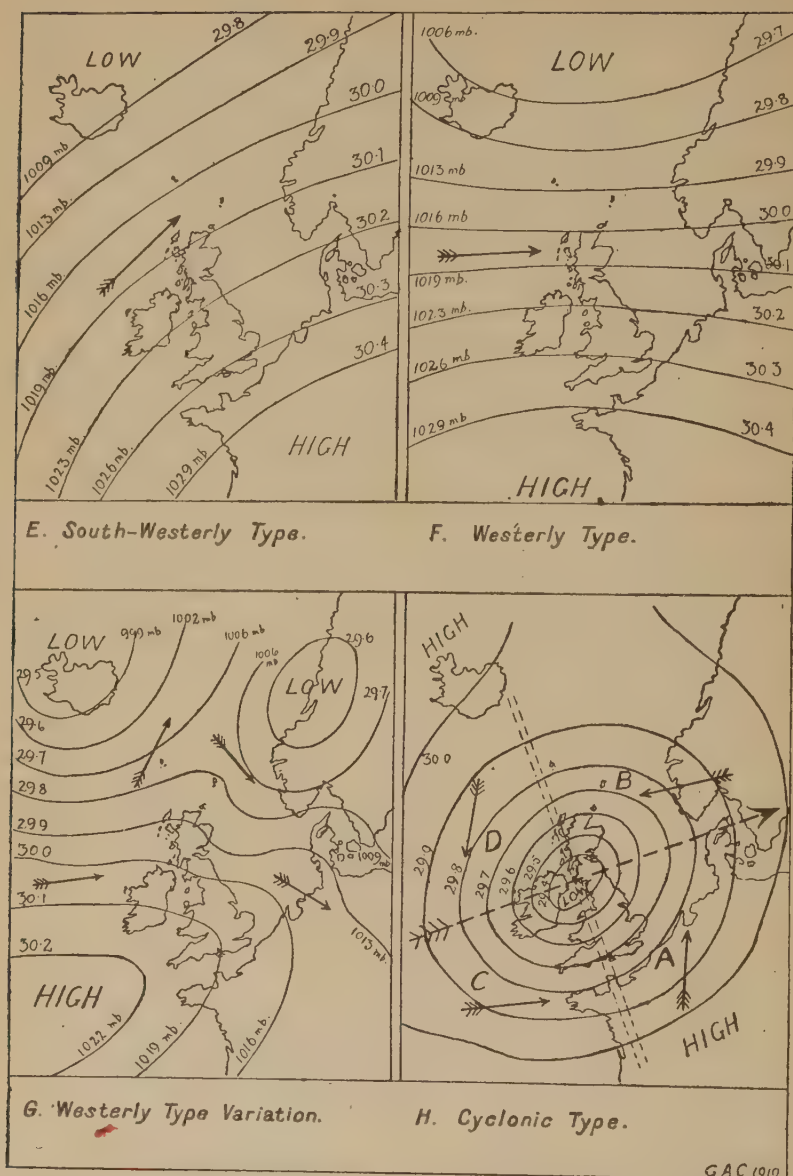 29.8
29.9
LOW
30.0
30.1
30.2
30.3
30.4
1009 mb
1013 mb.
1016 mb
1019 mb
1023 mb.
1026 mb
1029 mb
HIGH
E. South-Westerly Type.
1006 mb.
29.7
LOW
1009 mb
29.8
1013 mb
29.9
1016 mb
30.0
30.1
1019 mb.
1023 mb
30.2
1026 mb
30.3
1029 mb
30.4
HIGH
F. Westerly Type.
LOW
999 mb
1002 mb
1006 mb
1006 mb
29.6
LOW
29.5
29.7
29.6
29.7
29.8
29.9
30.0
1009 mb
30.1
30.2
1013 mb.
HIGH
1022 mb
1019 mb.
1016 mb.
G. Westerly Type Variation.
HIGH
30.0
B
D
29.9
29.8
29.7
29.6
29.5
LOW
C
A
HIGH
H. Cyclonic Type.
GAC 1919